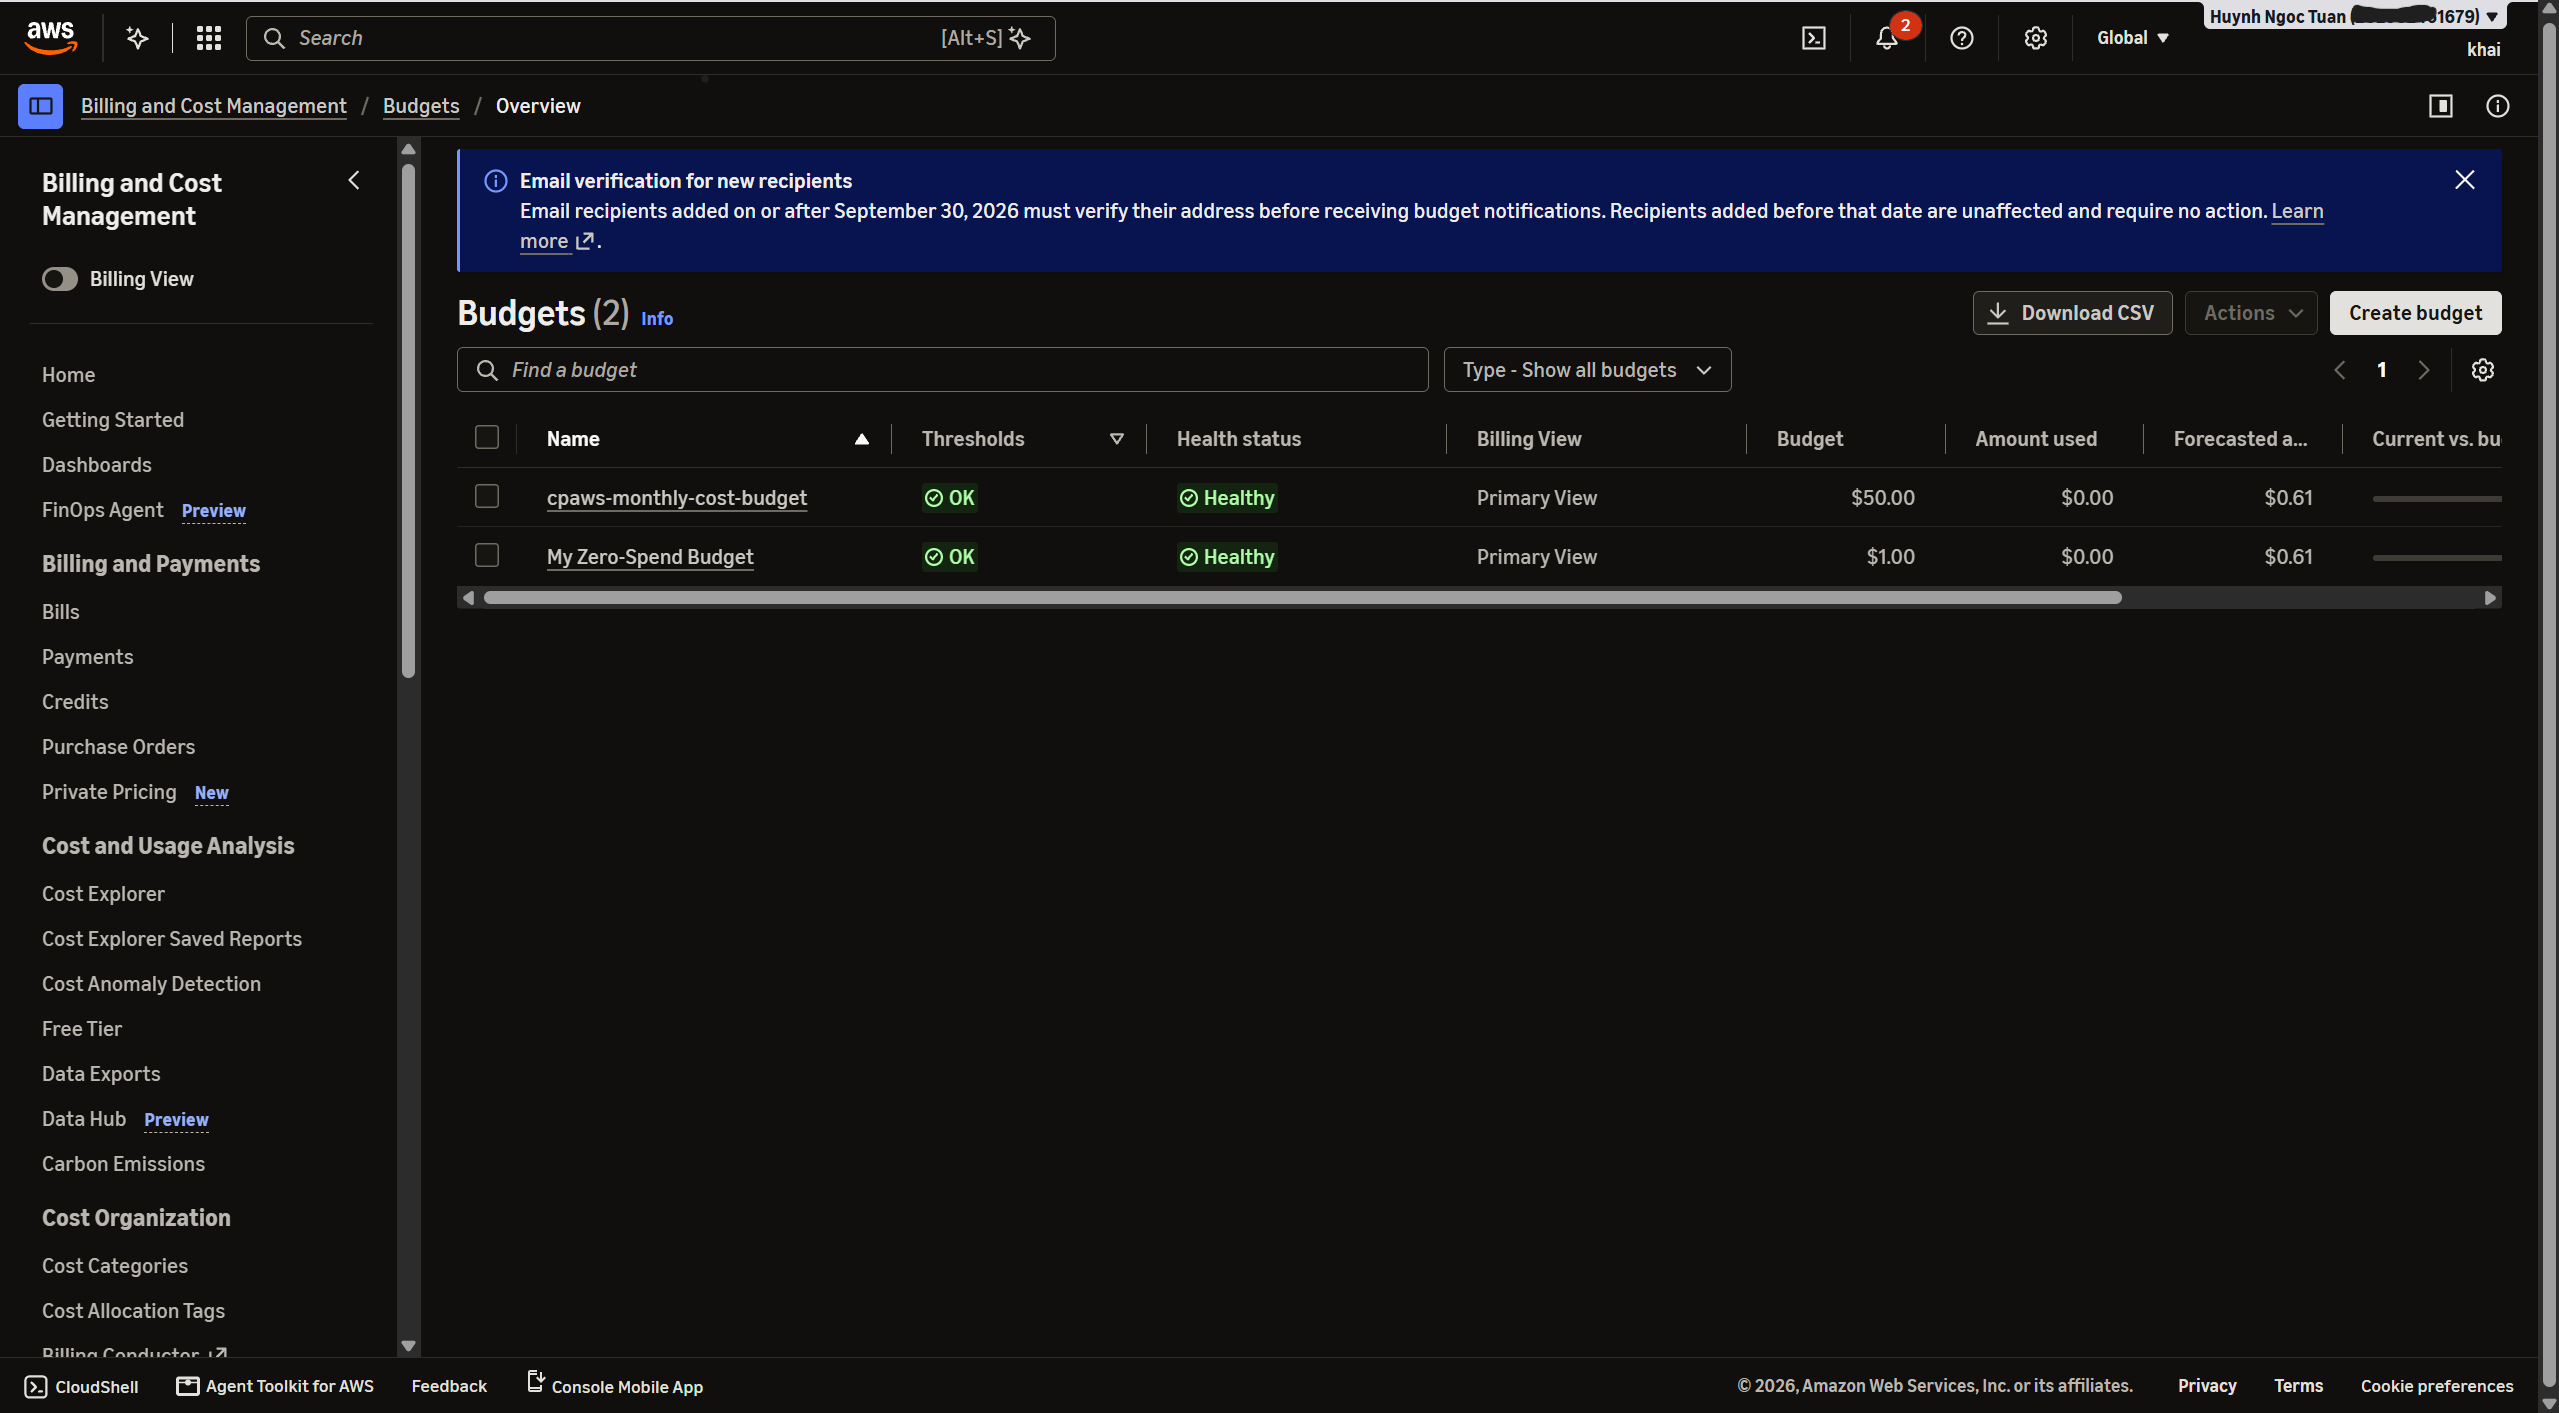 aws
Search [Alt+S]
2
Global
Huynh Ngoc Tuan
1679)
khai
Billing and Cost Management / Budgets / Overview
Billing and Cost
Management
Billing View
Home
Getting Started
Dashboards
FinOps Agent Preview
Billing and Payments
Bills
Payments
Credits
Purchase Orders
Private Pricing New
Cost and Usage Analysis
Cost Explorer
Cost Explorer Saved Reports
Cost Anomaly Detection
Free Tier
Data Exports
Data Hub Preview
Carbon Emissions
Cost Organization
Cost Categories
Cost Allocation Tags
Billing Conductor
Email verification for new recipients
Email recipients added on or after September 30, 2026 must verify their address before receiving budget notifications. Recipients added before that date are unaffected and require no action. Learn
more .
Budgets (2) Info
Download CSV
Actions
Create budget
Find a budget
Type - Show all budgets
1
Name Thresholds Health status Billing View Budget Amount used Forecasted a... Current vs. bu
cpaws-monthly-cost-budget OK Healthy Primary View $50.00 $0.00 $0.61
My Zero-Spend Budget OK Healthy Primary View $1.00 $0.00 $0.61
CloudShell Agent Toolkit for AWS Feedback Console Mobile App
© 2026, Amazon Web Services, Inc. or its affiliates. Privacy Terms Cookie preferences